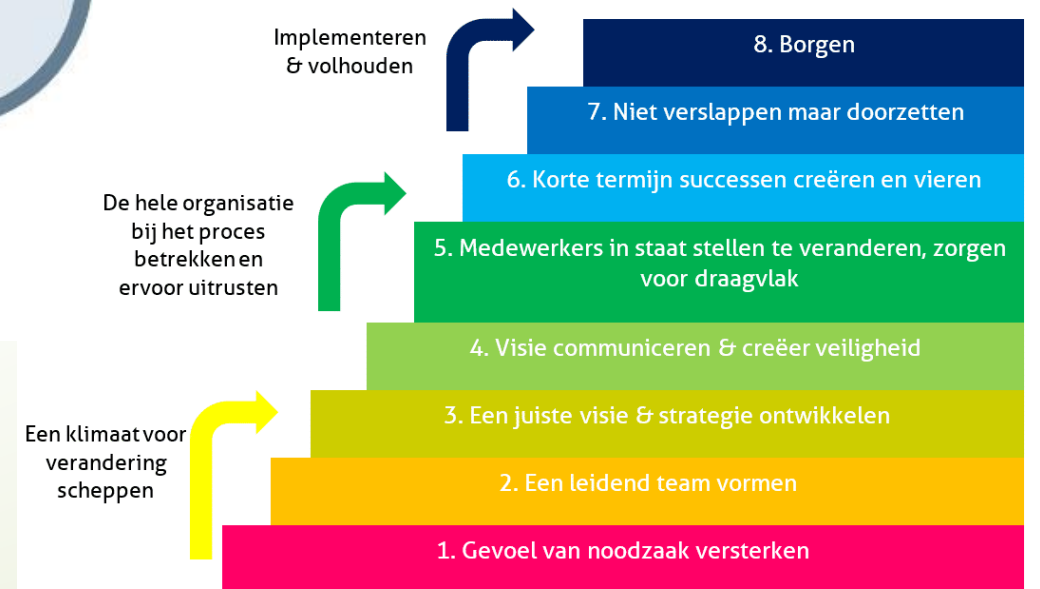 Implementeren
& volhouden
8. Borgen
7. Niet verslappen maar doorzetten
6. Korte termijn successen creëren en vieren
De hele organisatie
bij het proces
betrekken en
ervoor uitrusten
5. Medewerkers in staat stellen te veranderen, zorgen
voor draagvlak
4. Visie communiceren & creëer veiligheid
3. Een juiste visie & strategie ontwikkelen
Een klimaat voor
verandering
scheppen
2. Een leidend team vormen
1. Gevoel van noodzaak versterken